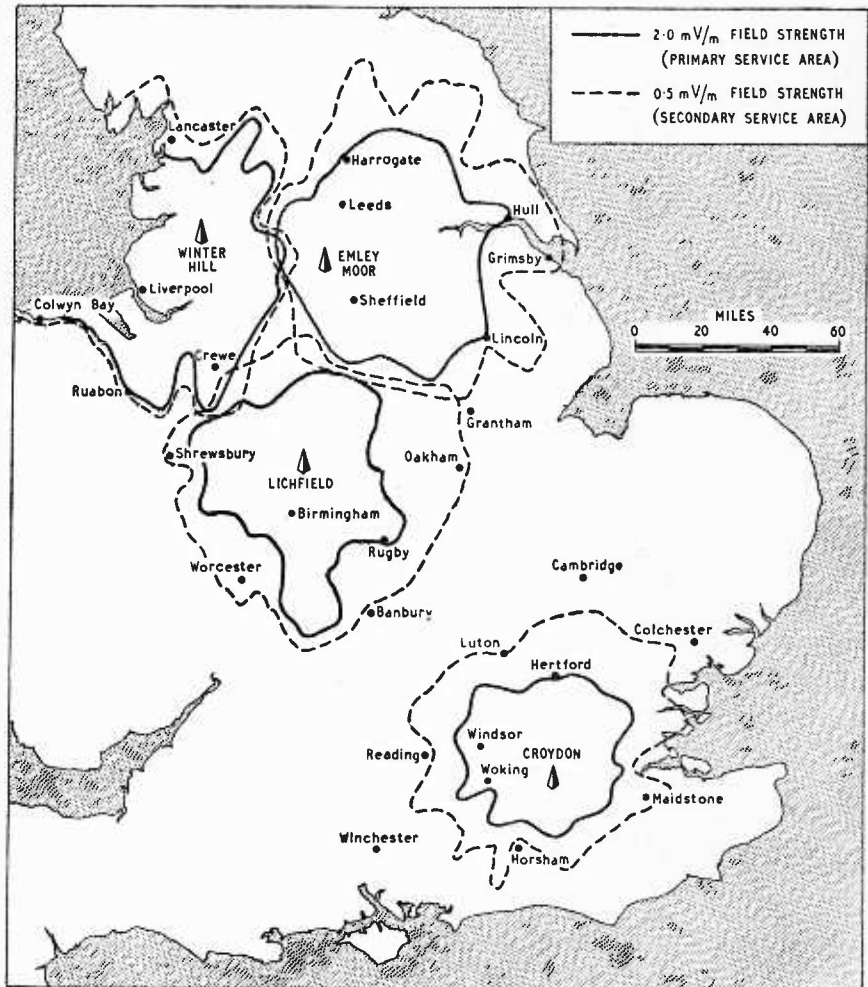 2·0 mV/m FIELD STRENGTH
(PRIMARY SERVICE AREA)
0·5 mV/m FIELD STRENGTH
(SECONDARY SERVICE AREA)
Lancaster
Harrogate
Leeds
Hull
WINTER
HILL
EMLEY
MOOR
Grimsby
Liverpool
Sheffield
Colwyn Bay
MILES
0 20 40 60
Lincoln
Crewe
Ruabon
Grantham
Shrewsbury
Oakham
LICHFIELD
Birmingham
Rugby
Worcester
Cambridge
Banbury
Colchester
Luton
Hertford
Windsor
CROYDON
Reading
Woking
Maidstone
Winchester
Horsham